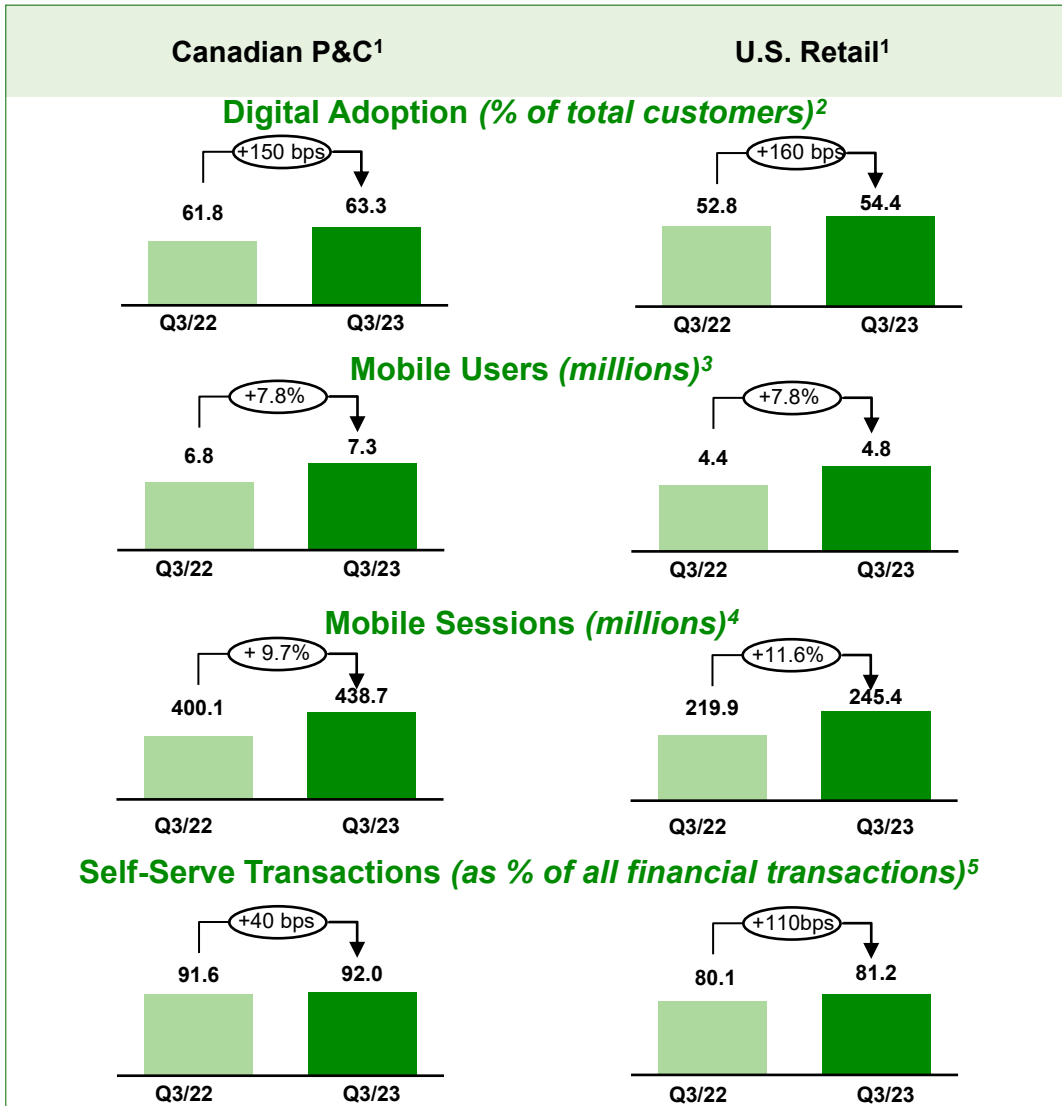 Canadian P&C¹ U.S. Retail¹
Digital Adoption (% of total customers)²
+150 bps +160 bps
61.8 63.3 52.8 54.4
Q3/22 Q3/23 Q3/22 Q3/23
Mobile Users (millions)³
+7.8% +7.8%
6.8 7.3 4.4 4.8
Q3/22 Q3/23 Q3/22 Q3/23
Mobile Sessions (millions)⁴
+ 9.7% +11.6%
400.1 438.7 219.9 245.4
Q3/22 Q3/23 Q3/22 Q3/23
Self-Serve Transactions (as % of all financial transactions)⁵
+40 bps +110bps
91.6 92.0 80.1 81.2
Q3/22 Q3/23 Q3/22 Q3/23